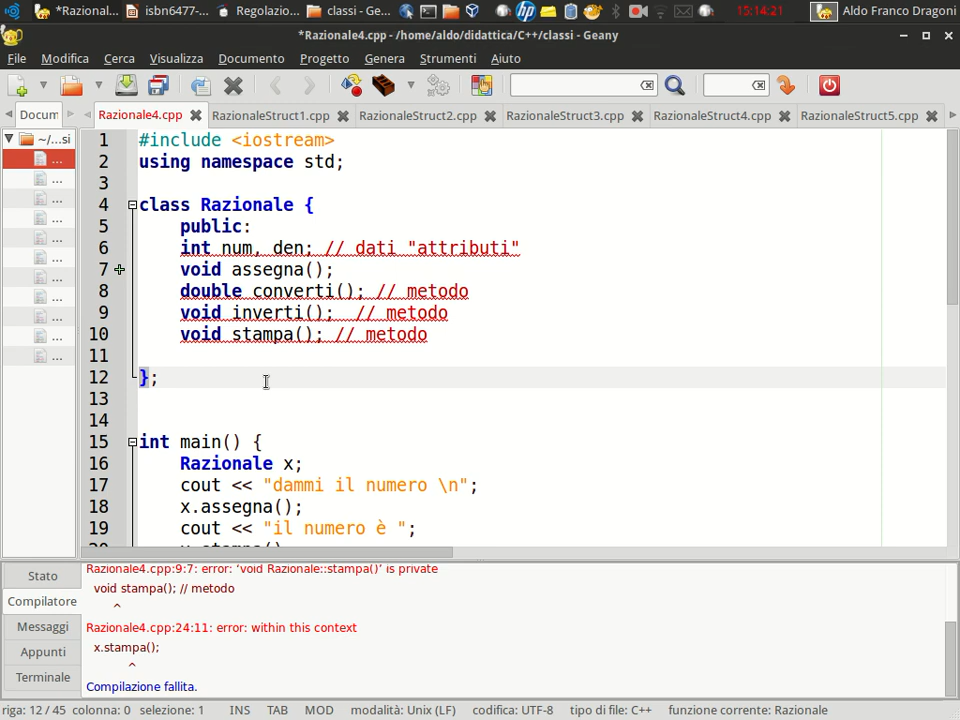 *Razional...
isbn6477-...
Regolazio...
classi - Ge...
15:14:21
Aldo Franco Dragoni
*Razionale4.cpp - /home/aldo/didattica/C++/classi - Geany
File Modifica Cerca Visualizza Documento Progetto Genera Strumenti Aiuto
Docum
Razionale4.cpp RazionaleStruct1.cpp RazionaleStruct2.cpp RazionaleStruct3.cpp RazionaleStruct4.cpp RazionaleStruct5.cpp
~/...si
...
...
...
...
...
...
...
...
...
...
...
1 #include <iostream>
2 using namespace std;
3
4 class Razionale {
5 public:
6 int num, den; // dati "attributi"
7 void assegna();
8 double converti(); // metodo
9 void inverti();  // metodo
10 void stampa(); // metodo
11
12 };
13
14
15 int main() {
16 Razionale x;
17 cout << "dammi il numero \n";
18 x.assegna();
19 cout << "il numero è ";
Stato
Compilatore
Messaggi
Appunti
Terminale
Razionale4.cpp:9:7: error: ‘void Razionale::stampa()’ is private
void stampa(); // metodo
^
Razionale4.cpp:24:11: error: within this context
x.stampa();
^
Compilazione fallita.
riga: 12 / 45 colonna: 0 selezione: 1 INS TAB MOD modalità: Unix (LF) codifica: UTF-8 tipo di file: C++ funzione corrente: Razionale